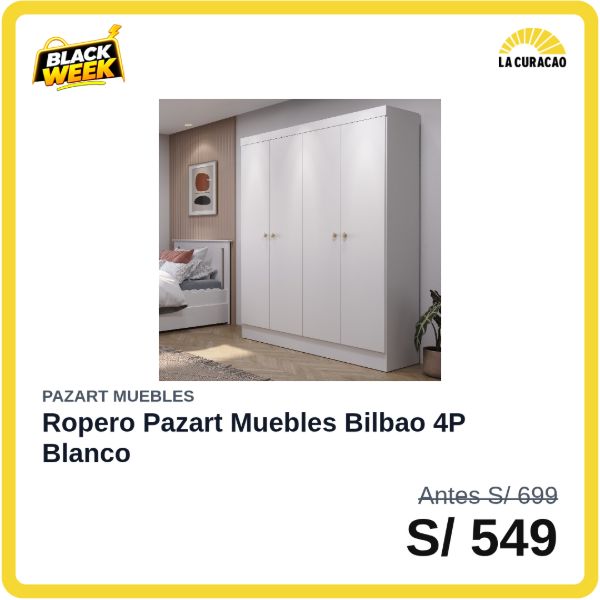 BLACK
WEEK
LA CURACAO
PAZART MUEBLES
Ropero Pazart Muebles Bilbao 4P
Blanco
Antes S/ 699
S/ 549